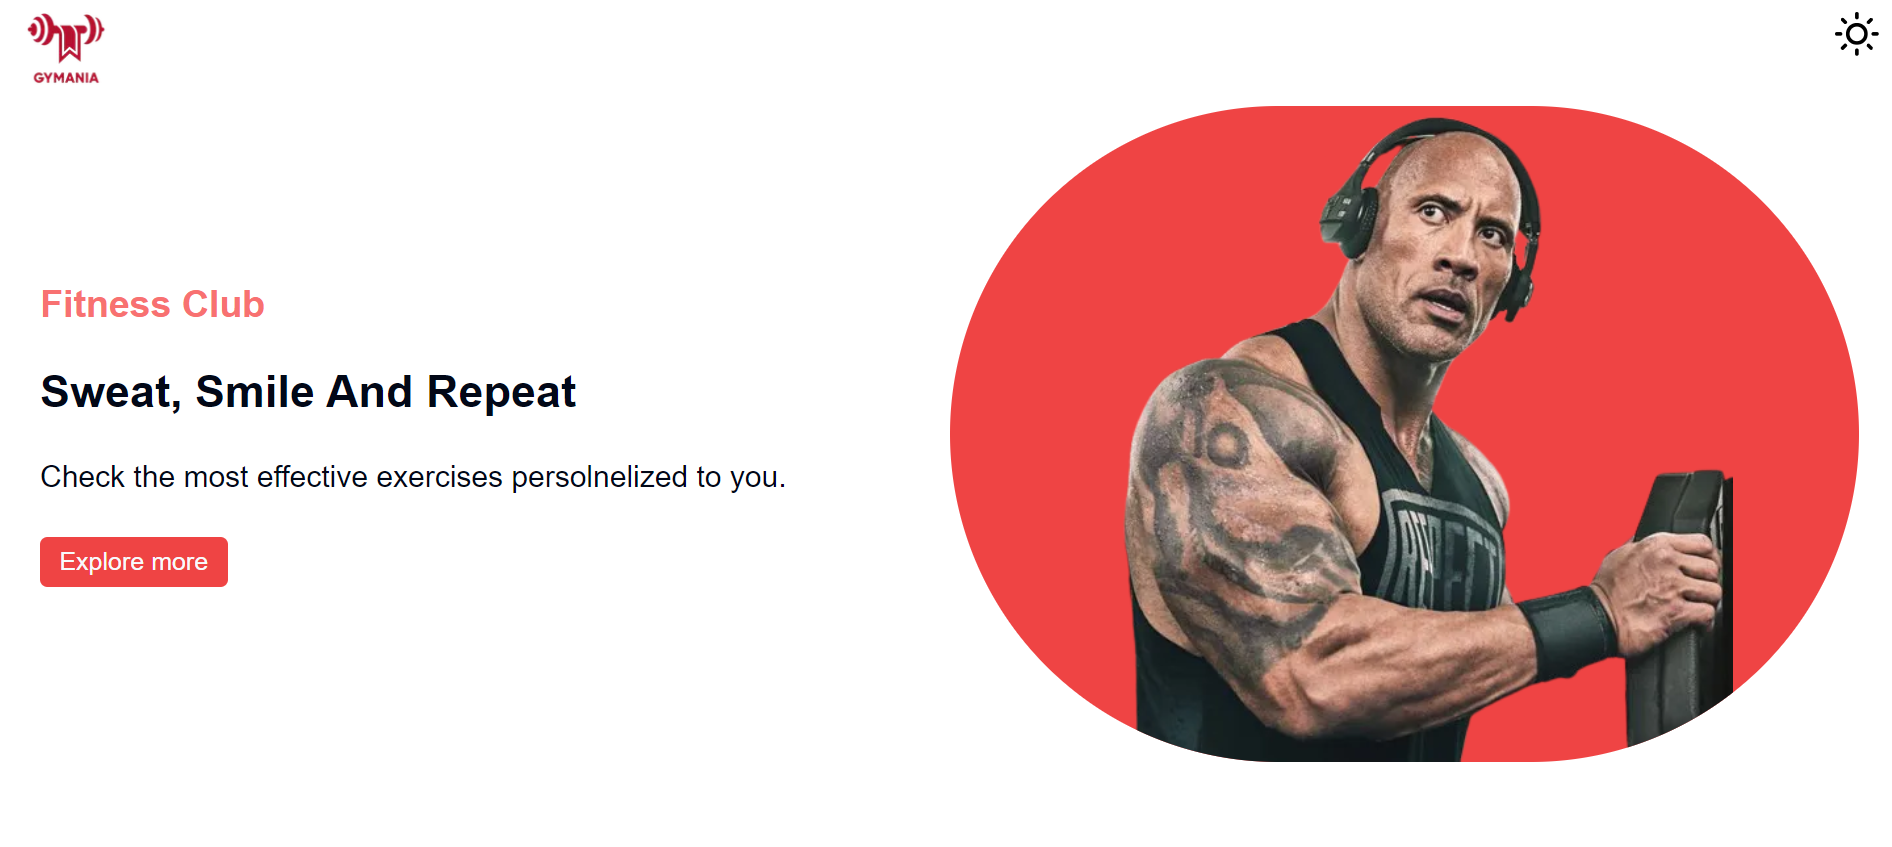 GYMANIA
Fitness Club
Sweat, Smile And Repeat
Check the most effective exercises persolnelized to you.
Explore more